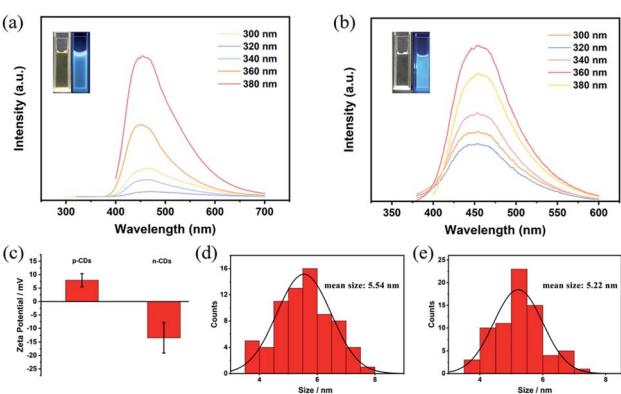 (a)
300 nm
320 nm
340 nm
360 nm
380 nm
Intensity (a.u.)
300 400 500 600 700
Wavelength (nm)
(b)
300 nm
320 nm
340 nm
360 nm
380 nm
Intensity (a.u.)
350 400 450 500 550 600
Wavelength (nm)
(c)
p-CDs n-CDs
Zeta Potential / mV
15
10
5
0
-5
-10
-15
-20
-25
(d)
mean size: 5.54
Counts
16
12
8
4
0
4 6 8
Size / nm
(e)
mean size: 5.22
Counts
25
20
15
10
5
0
4 6 8
Size / nm